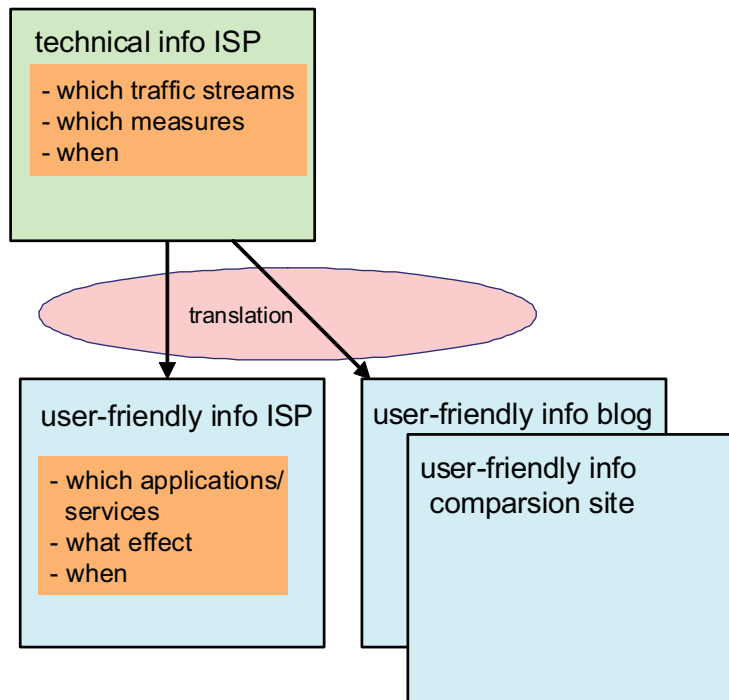 technical info ISP
- which traffic streams
- which measures
- when
translation
user-friendly info ISP
- which applications/
services
- what effect
- when
user-friendly info blog
user-friendly info
comparsion site